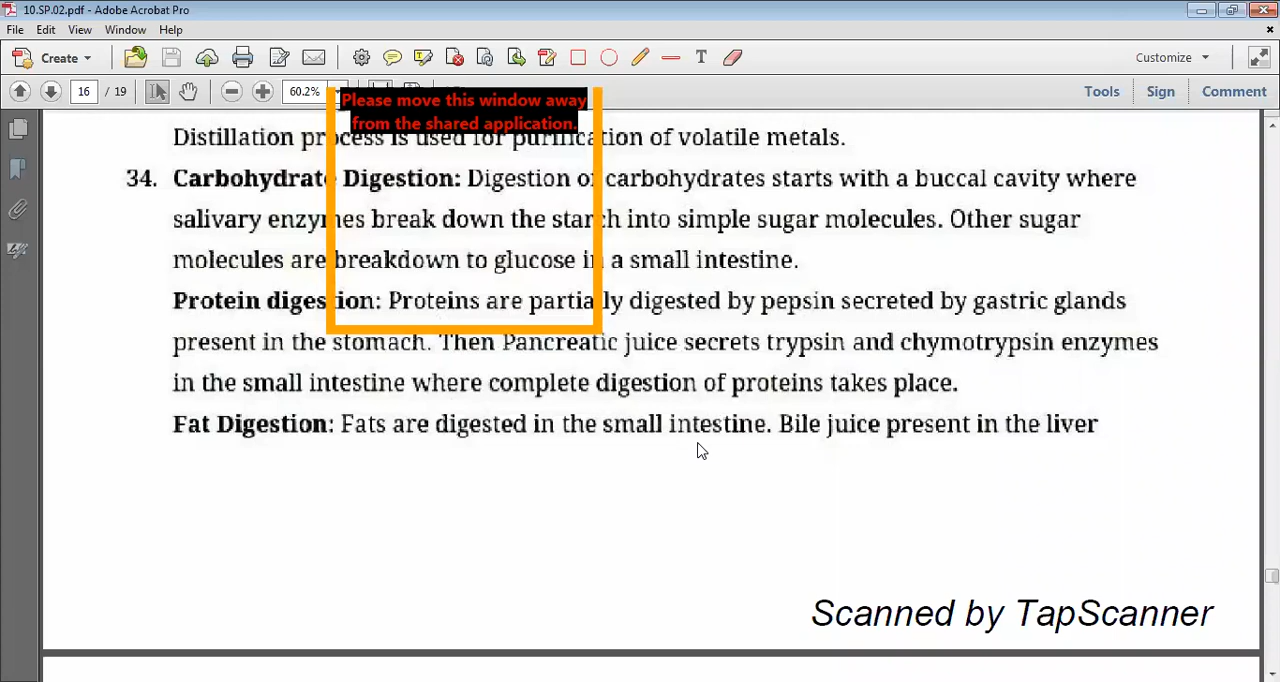 10.SP.02.pdf - Adobe Acrobat Pro
File Edit View Window Help
Create Customize
16 / 19 60.2% Tools Sign Comment
Please move this window away
from the shared application.
Distillation process is used for purification of volatile metals.
34. Carbohydrate Digestion: Digestion of carbohydrates starts with a buccal cavity where
salivary enzymes break down the starch into simple sugar molecules. Other sugar
molecules are breakdown to glucose in a small intestine.
Protein digestion: Proteins are partially digested by pepsin secreted by gastric glands
present in the stomach. Then Pancreatic juice secrets trypsin and chymotrypsin enzymes
in the small intestine where complete digestion of proteins takes place.
Fat Digestion: Fats are digested in the small intestine. Bile juice present in the liver
Scanned by TapScanner